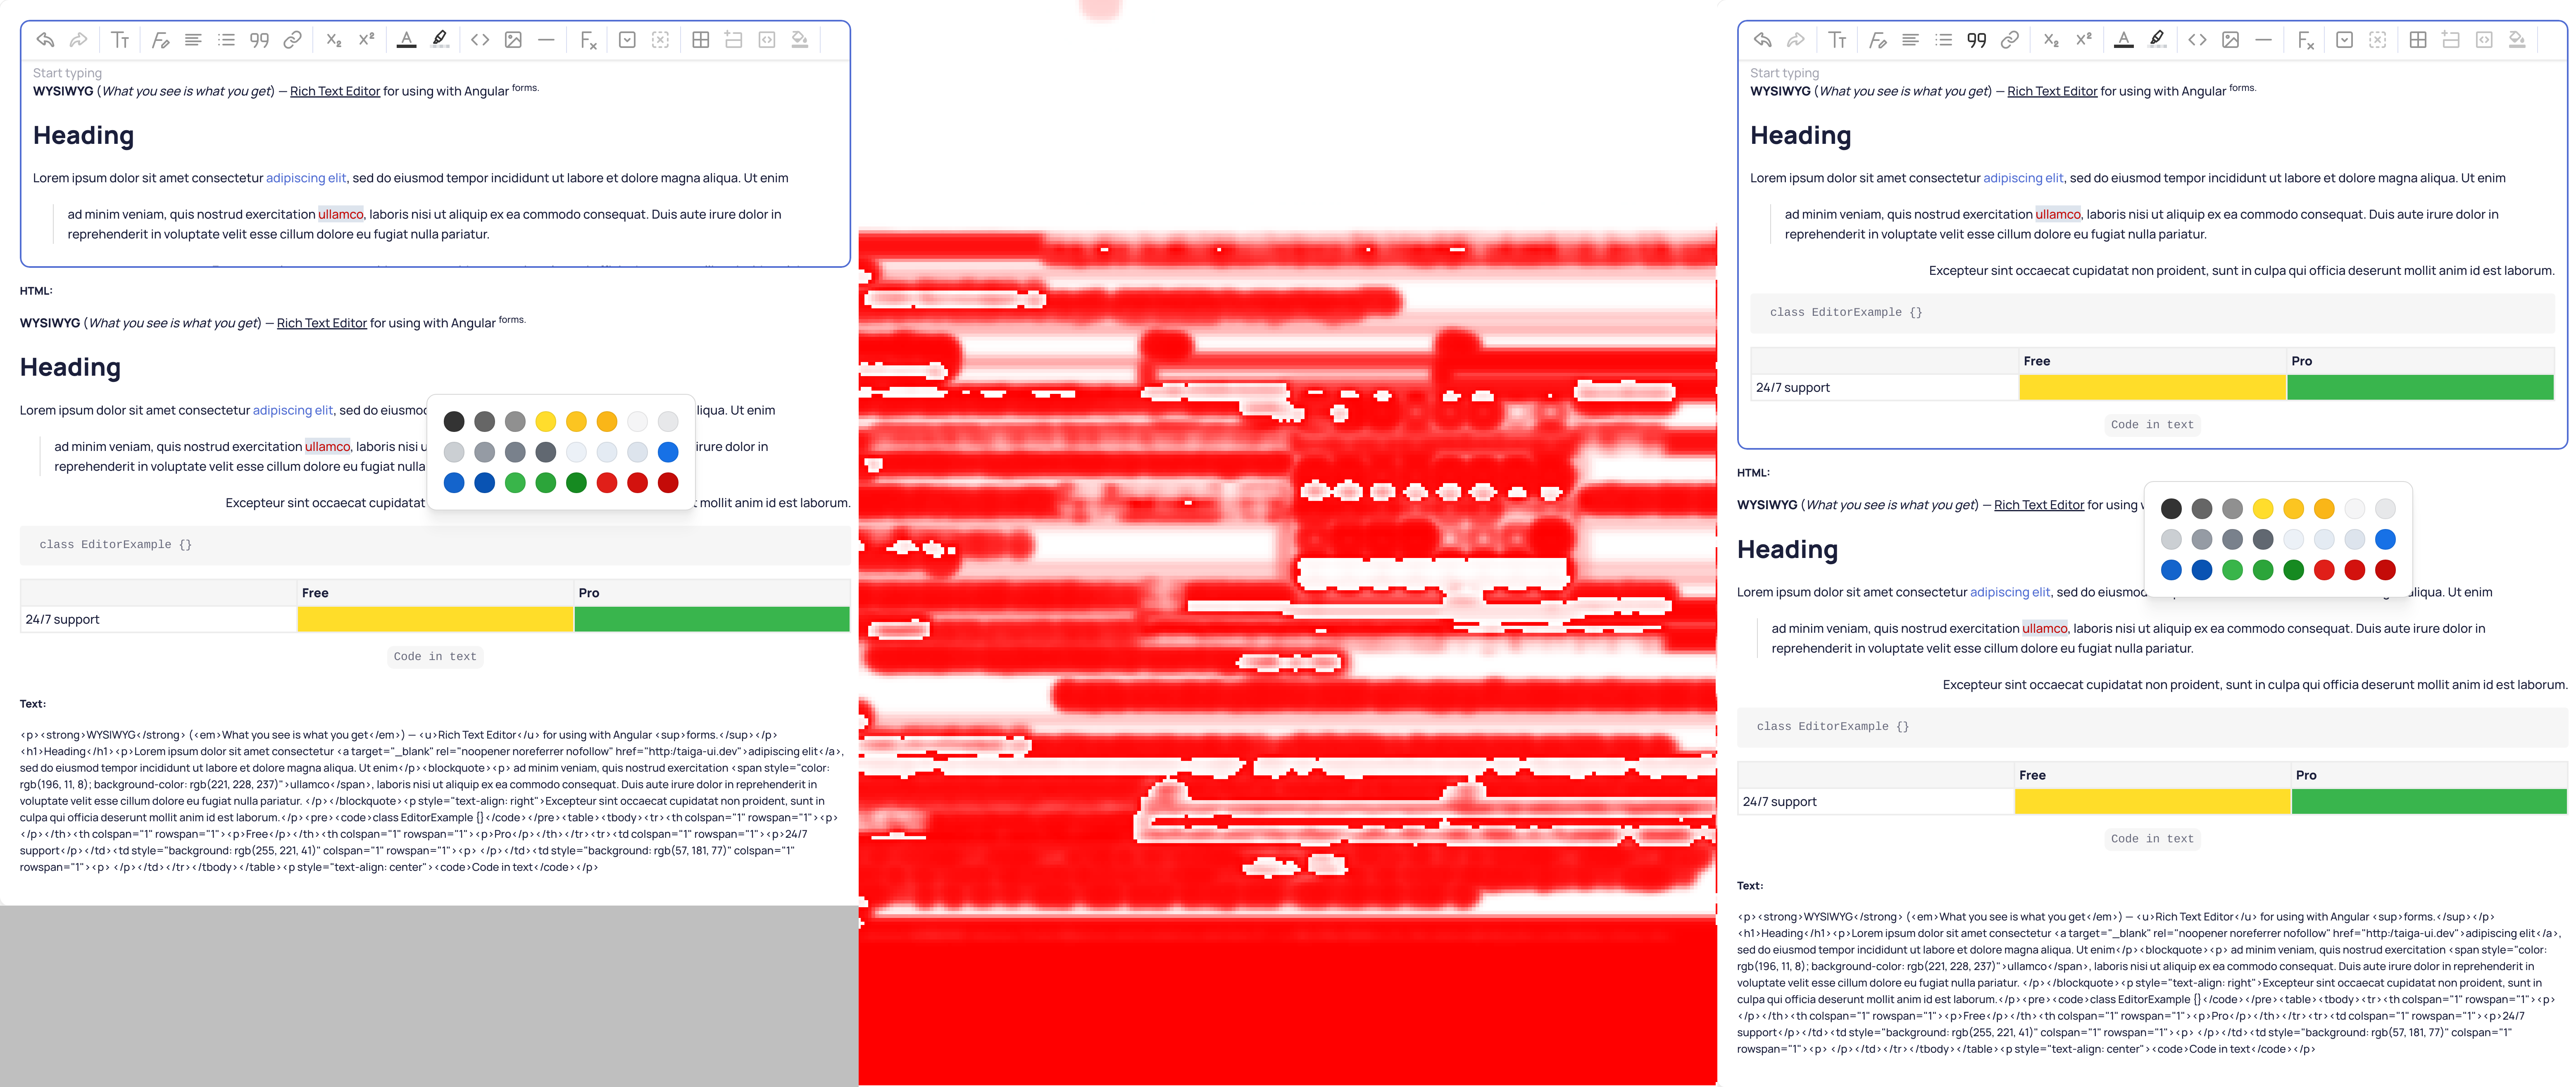 Start typing
WYSIWYG (What you see is what you get) — Rich Text Editor for using with Angular forms.
Heading
Lorem ipsum dolor sit amet consectetur adipiscing elit, sed do eiusmod tempor incididunt ut labore et dolore magna aliqua. Ut enim
ad minim veniam, quis nostrud exercitation ullamco, laboris nisi ut aliquip ex ea commodo consequat. Duis aute irure dolor in
reprehenderit in voluptate velit esse cillum dolore eu fugiat nulla pariatur.
HTML:
WYSIWYG (What you see is what you get) — Rich Text Editor for using with Angular forms.
Heading
Lorem ipsum dolor sit amet consectetur adipiscing elit, sed do eiusmod liqua. Ut enim
ad minim veniam, quis nostrud exercitation ullamco, laboris nisi u irure dolor in
reprehenderit in voluptate velit esse cillum dolore eu fugiat nulla
Excepteur sint occaecat cupidatat t mollit anim id est laborum.
class EditorExample {}
Free Pro
24/7 support
Code in text
Text:
<p><strong>WYSIWYG</strong> (<em>What you see is what you get</em>) — <u>Rich Text Editor</u> for using with Angular <sup>forms.</sup></p>
<h1>Heading</h1><p>Lorem ipsum dolor sit amet consectetur <a target="_blank" rel="noopener noreferrer nofollow" href="http:/taiga-ui.dev">adipiscing elit</a>,
sed do eiusmod tempor incididunt ut labore et dolore magna aliqua. Ut enim</p><blockquote><p> ad minim veniam, quis nostrud exercitation <span style="color:
rgb(196, 11, 8); background-color: rgb(221, 228, 237)">ullamco</span>, laboris nisi ut aliquip ex ea commodo consequat. Duis aute irure dolor in reprehenderit in
voluptate velit esse cillum dolore eu fugiat nulla pariatur. </p></blockquote><p style="text-align: right">Excepteur sint occaecat cupidatat non proident, sunt in
culpa qui officia deserunt mollit anim id est laborum.</p><pre><code>class EditorExample {}</code></pre><table><tbody><tr><th colspan="1" rowspan="1"><p>
</p></th><th colspan="1" rowspan="1"><p>Free</p></th><th colspan="1" rowspan="1"><p>Pro</p></th></tr><tr><td colspan="1" rowspan="1"><p>24/7
support</p></td><td style="background: rgb(255, 221, 41)" colspan="1" rowspan="1"><p> </p></td><td style="background: rgb(57, 181, 77)" colspan="1"
rowspan="1"><p> </p></td></tr></tbody></table><p style="text-align: center"><code>Code in text</code></p>
Start typing
WYSIWYG (What you see is what you get) — Rich Text Editor for using with Angular forms.
Heading
Lorem ipsum dolor sit amet consectetur adipiscing elit, sed do eiusmod tempor incididunt ut labore et dolore magna aliqua. Ut enim
ad minim veniam, quis nostrud exercitation ullamco, laboris nisi ut aliquip ex ea commodo consequat. Duis aute irure dolor in
reprehenderit in voluptate velit esse cillum dolore eu fugiat nulla pariatur.
Excepteur sint occaecat cupidatat non proident, sunt in culpa qui officia deserunt mollit anim id est laborum.
class EditorExample {}
Free Pro
24/7 support
Code in text
HTML:
WYSIWYG (What you see is what you get) — Rich Text Editor for using
Heading
Lorem ipsum dolor sit amet consectetur adipiscing elit, sed do eiusmod aliqua. Ut enim
ad minim veniam, quis nostrud exercitation ullamco, laboris nisi ut aliquip ex ea commodo consequat. Duis aute irure dolor in
reprehenderit in voluptate velit esse cillum dolore eu fugiat nulla pariatur.
Excepteur sint occaecat cupidatat non proident, sunt in culpa qui officia deserunt mollit anim id est laborum.
class EditorExample {}
Free Pro
24/7 support
Code in text
Text:
<p><strong>WYSIWYG</strong> (<em>What you see is what you get</em>) — <u>Rich Text Editor</u> for using with Angular <sup>forms.</sup></p>
<h1>Heading</h1><p>Lorem ipsum dolor sit amet consectetur <a target="_blank" rel="noopener noreferrer nofollow" href="http:/taiga-ui.dev">adipiscing elit</a>,
sed do eiusmod tempor incididunt ut labore et dolore magna aliqua. Ut enim</p><blockquote><p> ad minim veniam, quis nostrud exercitation <span style="color:
rgb(196, 11, 8); background-color: rgb(221, 228, 237)">ullamco</span>, laboris nisi ut aliquip ex ea commodo consequat. Duis aute irure dolor in reprehenderit in
voluptate velit esse cillum dolore eu fugiat nulla pariatur. </p></blockquote><p style="text-align: right">Excepteur sint occaecat cupidatat non proident, sunt in
culpa qui officia deserunt mollit anim id est laborum.</p><pre><code>class EditorExample {}</code></pre><table><tbody><tr><th colspan="1" rowspan="1"><p>
</p></th><th colspan="1" rowspan="1"><p>Free</p></th><th colspan="1" rowspan="1"><p>Pro</p></th></tr><tr><td colspan="1" rowspan="1"><p>24/7
support</p></td><td style="background: rgb(255, 221, 41)" colspan="1" rowspan="1"><p> </p></td><td style="background: rgb(57, 181, 77)" colspan="1"
rowspan="1"><p> </p></td></tr></tbody></table><p style="text-align: center"><code>Code in text</code></p>